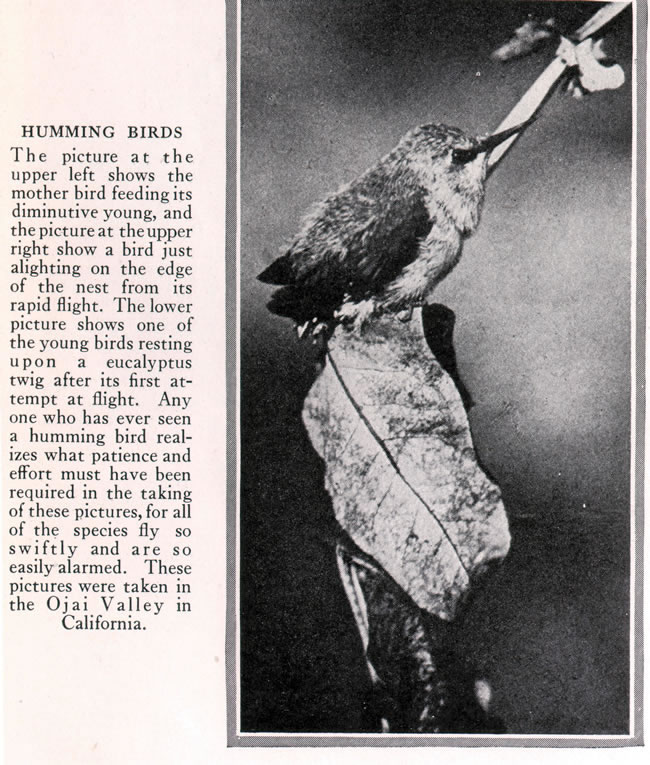 HUMMING BIRDS
The picture at the
upper left shows the
mother bird feeding its
diminutive young, and
the picture at the upper
right show a bird just
alighting on the edge
of the nest from its
rapid flight. The lower
picture shows one of
the young birds resting
upon a eucalyptus
twig after its first at-
tempt at flight. Any
one who has ever seen
a humming bird real-
izes what patience and
effort must have been
required in the taking
of these pictures, for all
of the species fly so
swiftly and are so
easily alarmed. These
pictures were taken in
the Ojai Valley in
California.